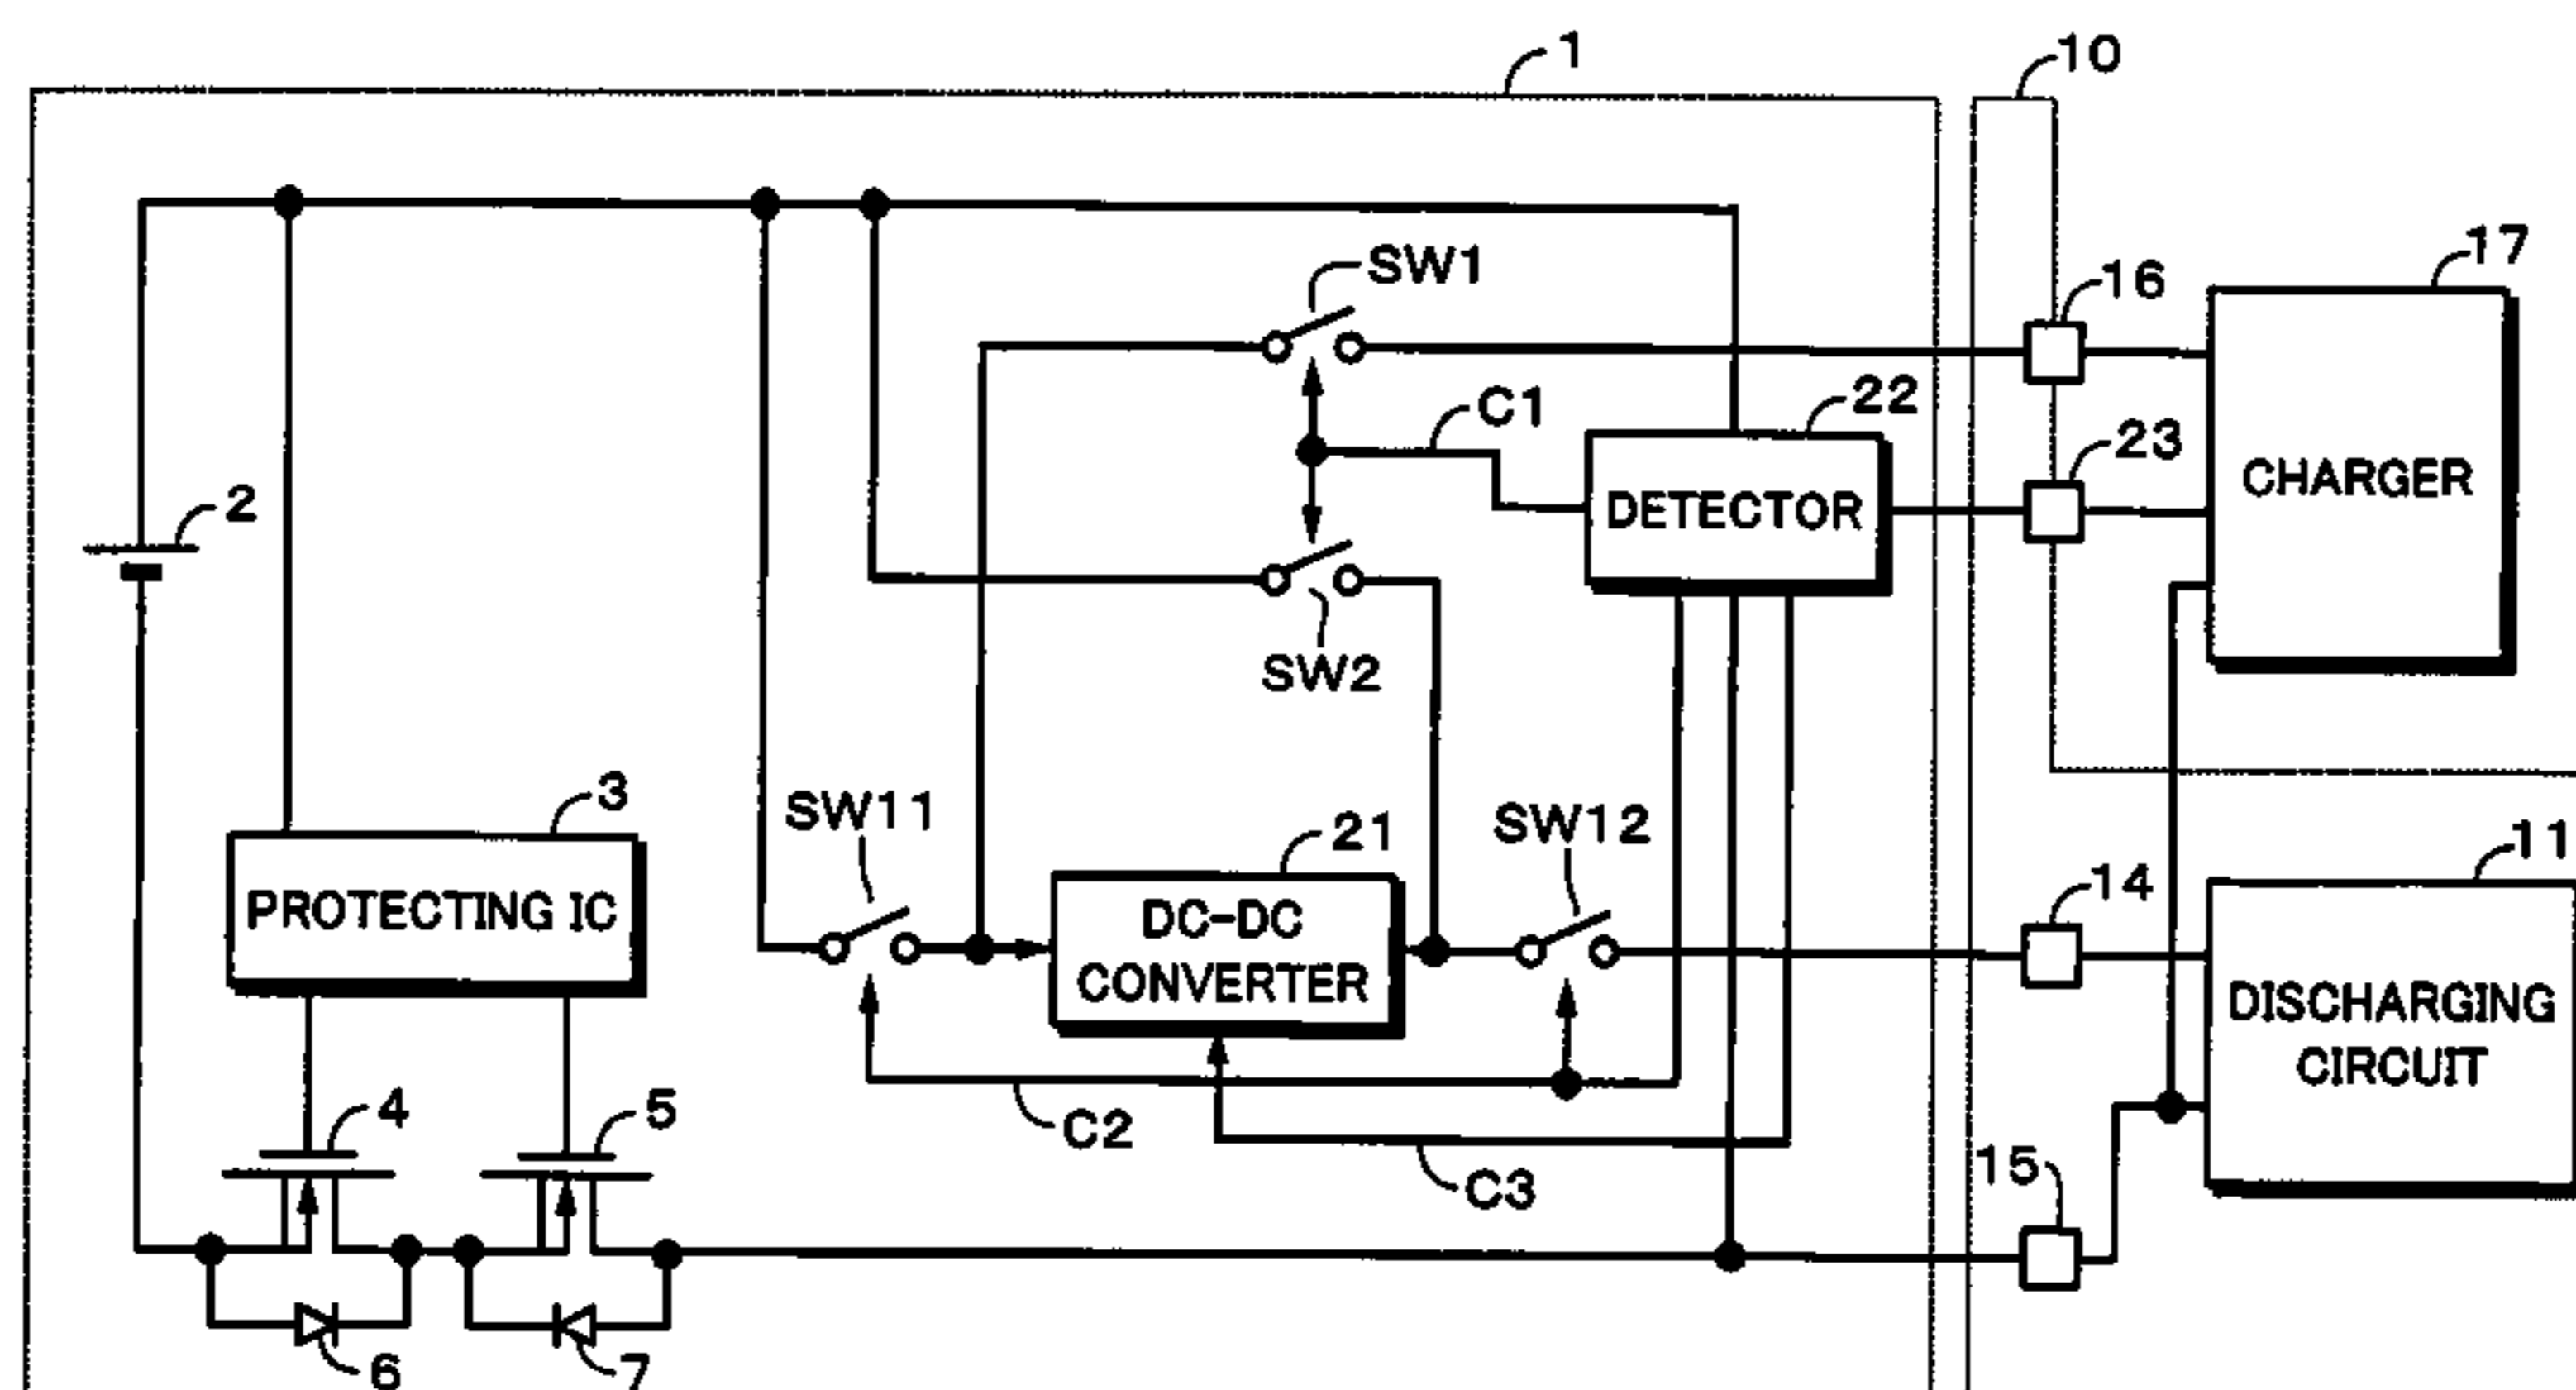 1
10
17
SW1
16
C1
22
23
CHARGER
DETECTOR
2
SW2
3
SW11
21
SW12
11
14
PROTECTING IC
DC-DC
CONVERTER
DISCHARGING
CIRCUIT
4
5
C2
C3
15
6
7